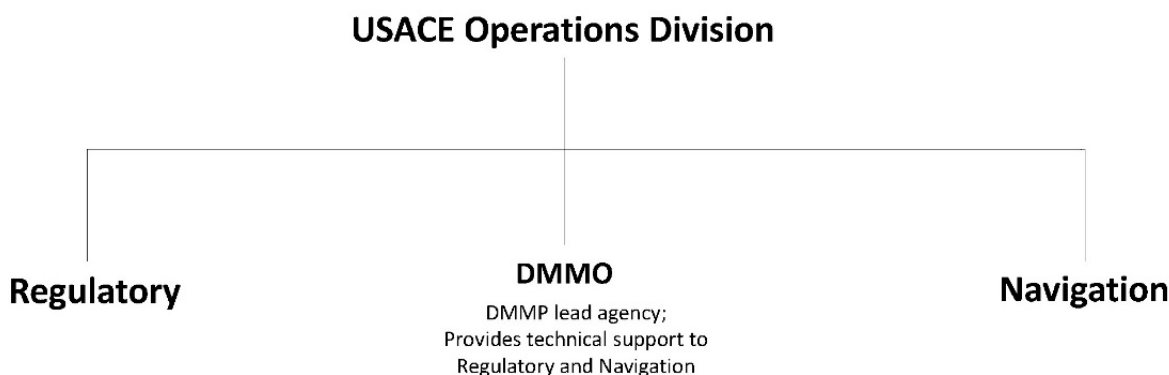 USACE Operations Division
Regulatory
DMMO
DMMP lead agency;
Provides technical support to
Regulatory and Navigation
Navigation